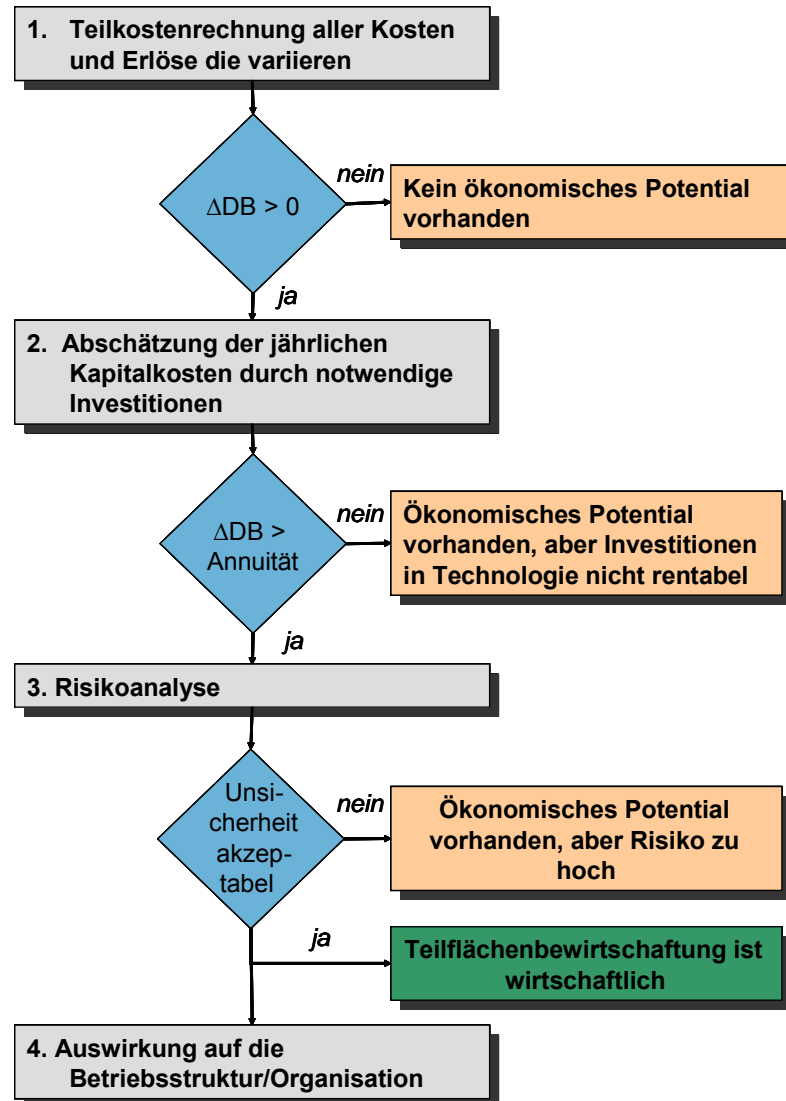 1. Teilkostenrechnung aller Kosten
und Erlöse die variieren
nein
∆DB > 0
Kein ökonomisches Potential
vorhanden
ja
2. Abschätzung der jährlichen
Kapitalkosten durch notwendige
Investitionen
nein
∆DB >
Annuität
Ökonomisches Potential
vorhanden, aber Investitionen
in Technologie nicht rentabel
ja
3. Risikoanalyse
Unsi-
cherheit
akzep-
tabel
nein
Ökonomisches Potential
vorhanden, aber Risiko zu
hoch
ja
Teilflächenbewirtschaftung ist
wirtschaftlich
4. Auswirkung auf die
Betriebsstruktur/Organisation